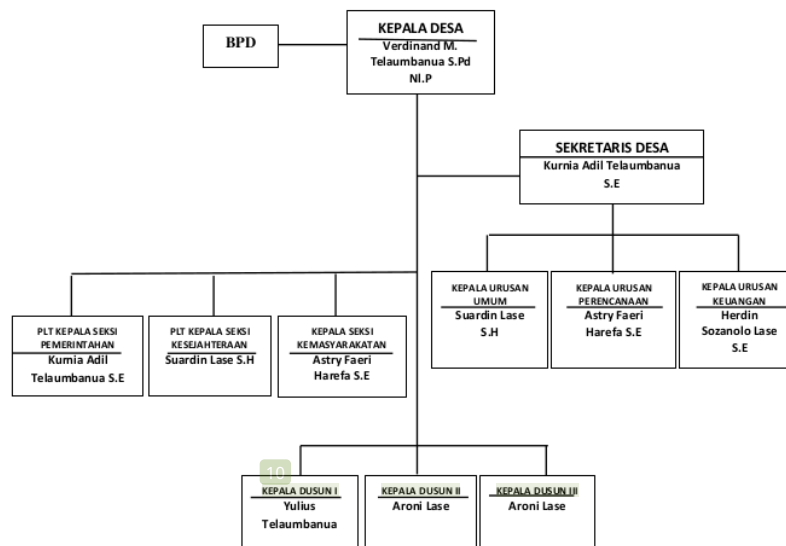 KEPALA DESA
Verdinand M.
Telaumbanua S.Pd
NI.P
BPD
SEKRETARIS DESA
Kurnia Adil Telaumbanua
S.E
KEPALA URUSAN
UMUM
Suardin Lase
S.H
KEPALA URUSAN
PERENCANAAN
Astry Faeri
Harefa S.E
KEPALA URUSAN
KEUANGAN
Herdin
Sozanolo Lase
S.E
PLT KEPALA SEKSI
PEMERINTAHAN
Kurnia Adil
Telaumbanua S.E
PLT KEPALA SEKSI
KESEJAHTERAAN
Suardin Lase S.H
KEPALA SEKSI
KEMASYARAKATAN
Astry Faeri
Harefa S.E
10
KEPALA DUSUN I
Yulius
Telaumbanua
KEPALA DUSUN II
Aroni Lase
KEPALA DUSUN III
Aroni Lase